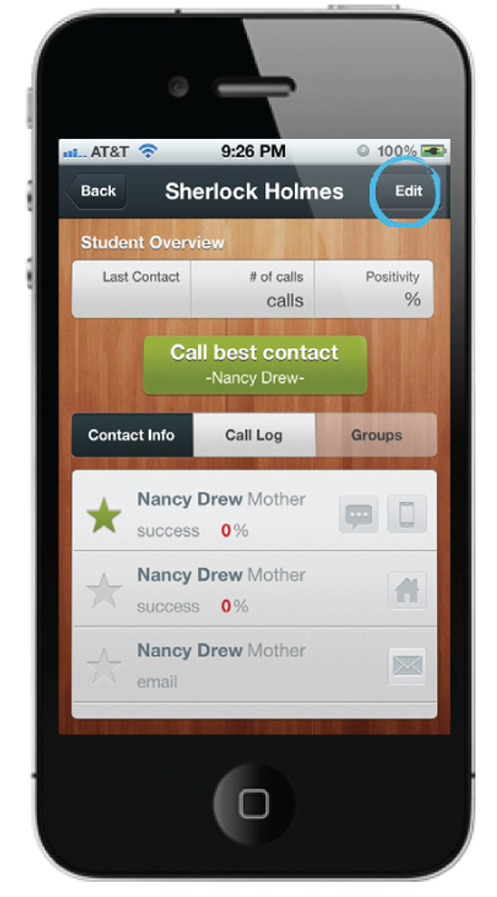 AT&T 9:26 PM 100%
Back Sherlock Holmes Edit
Student Overview
Last Contact # of calls Positivity
calls %
Call best contact
-Nancy Drew-
Contact Info Call Log Groups
Nancy Drew Mother
success 0%
Nancy Drew Mother
success 0%
Nancy Drew Mother
email